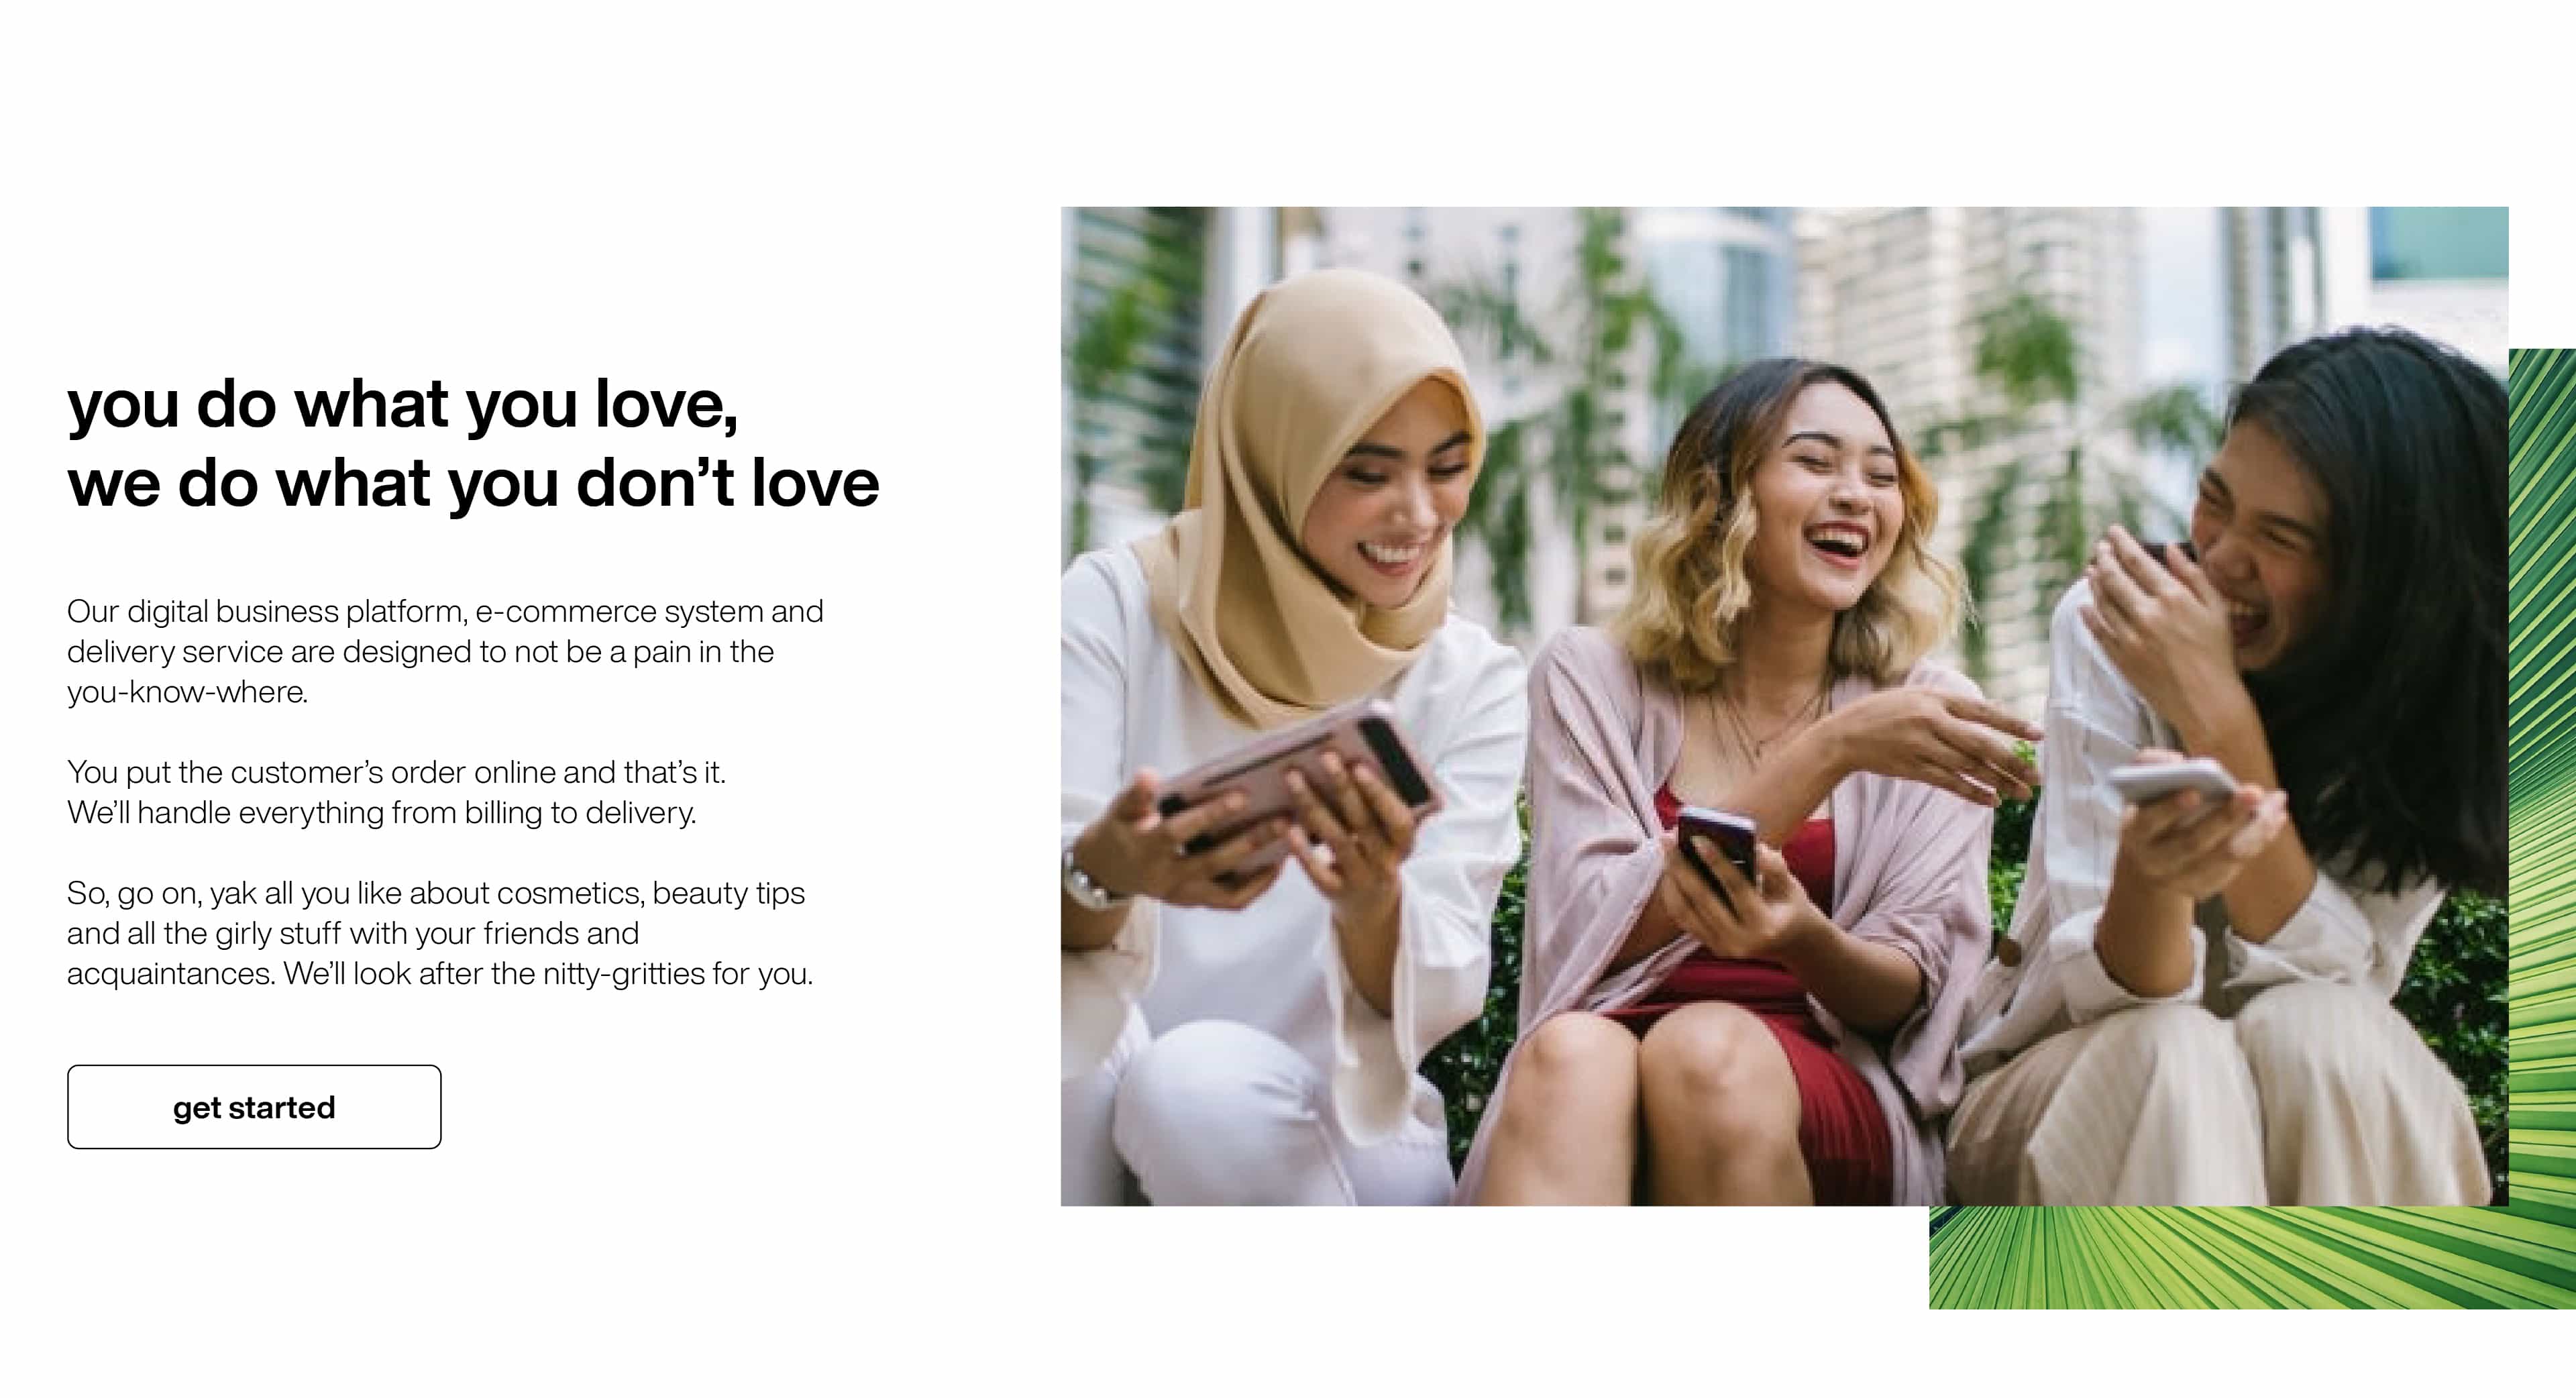 you do what you love,
we do what you don’t love
Our digital business platform, e-commerce system and
delivery service are designed to not be a pain in the
you-know-where.
You put the customer’s order online and that’s it.
We’ll handle everything from billing to delivery.
So, go on, yak all you like about cosmetics, beauty tips
and all the girly stuff with your friends and
acquaintances. We’ll look after the nitty-gritties for you.
get started